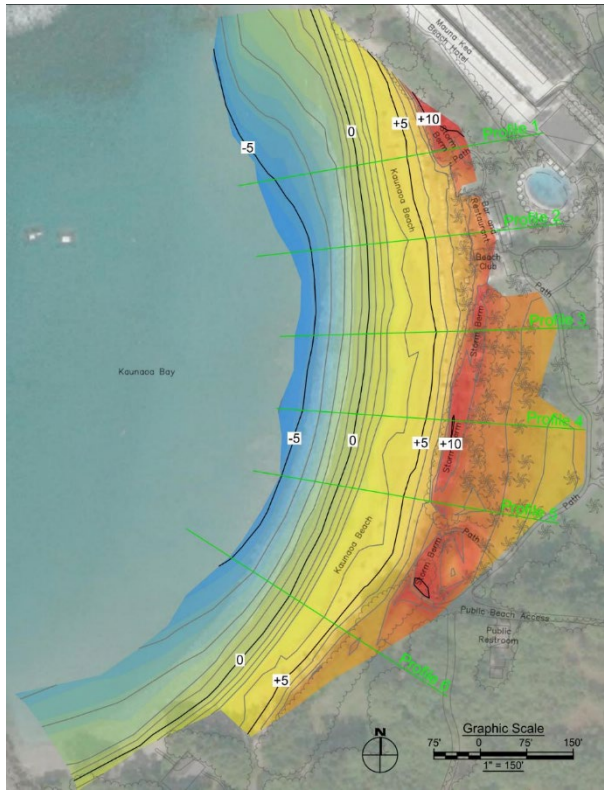 Mauna Kea
Beach Hotel
+10
+5
0
Storm
Berm
Path
Profile 1
-5
Kaunaoa Beach
Bar and
Restaurant
Profile 2
Beach
Club
Path
Profile 3
Storm Berm
Kaunaoa Bay
Profile 4
-5
0
+5
+10
Storm Berm
Profile 5
Path
Path
Kaunaoa Beach
Storm Berm
Public Beach Access
Public
Restroom
Profile 6
0
+5
N
Graphic Scale
75' 0 75' 150'
1" = 150'